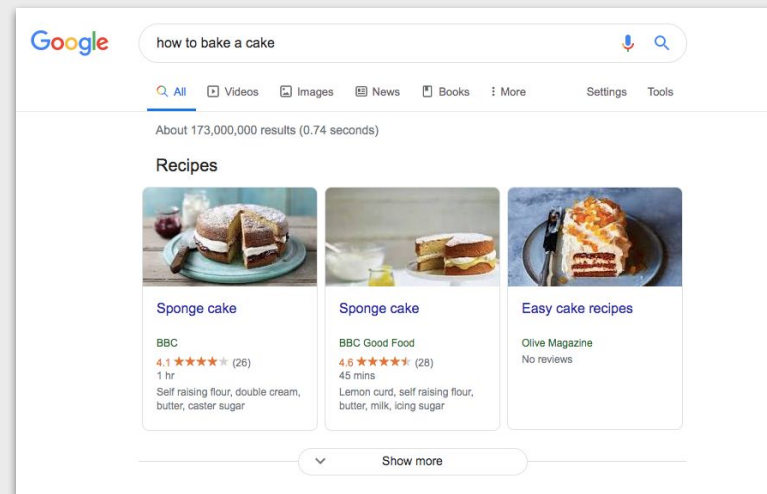 Google
how to bake a cake
All Videos Images News Books More Settings Tools
About 173,000,000 results (0.74 seconds)
Recipes
Sponge cake
BBC
4.1 ★★★★★ (26)
1 hr
Self raising flour, double cream,
butter, caster sugar
Sponge cake
BBC Good Food
4.6 ★★★★★ (28)
45 mins
Lemon curd, self raising flour,
butter, milk, icing sugar
Easy cake recipes
Olive Magazine
No reviews
Show more